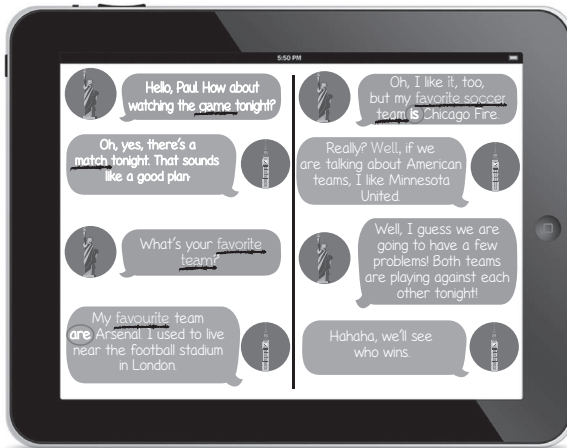 5:50 PM
Hello, Paul. How about
watching the game tonight?
Oh, yes, there's a
match tonight. That sounds
like a good plan.
What's your favorite
team?
My favourite team
are Arsenal. I used to live
near the football stadium
in London.
Oh, I like it, too,
but my favorite soccer
team is Chicago Fire.
Really? Well, if we
are talking about American
teams, I like Minnesota
United.
Well, I guess we are
going to have a few
problems! Both teams
are playing against each
other tonight!
Hahaha, we'll see
who wins.